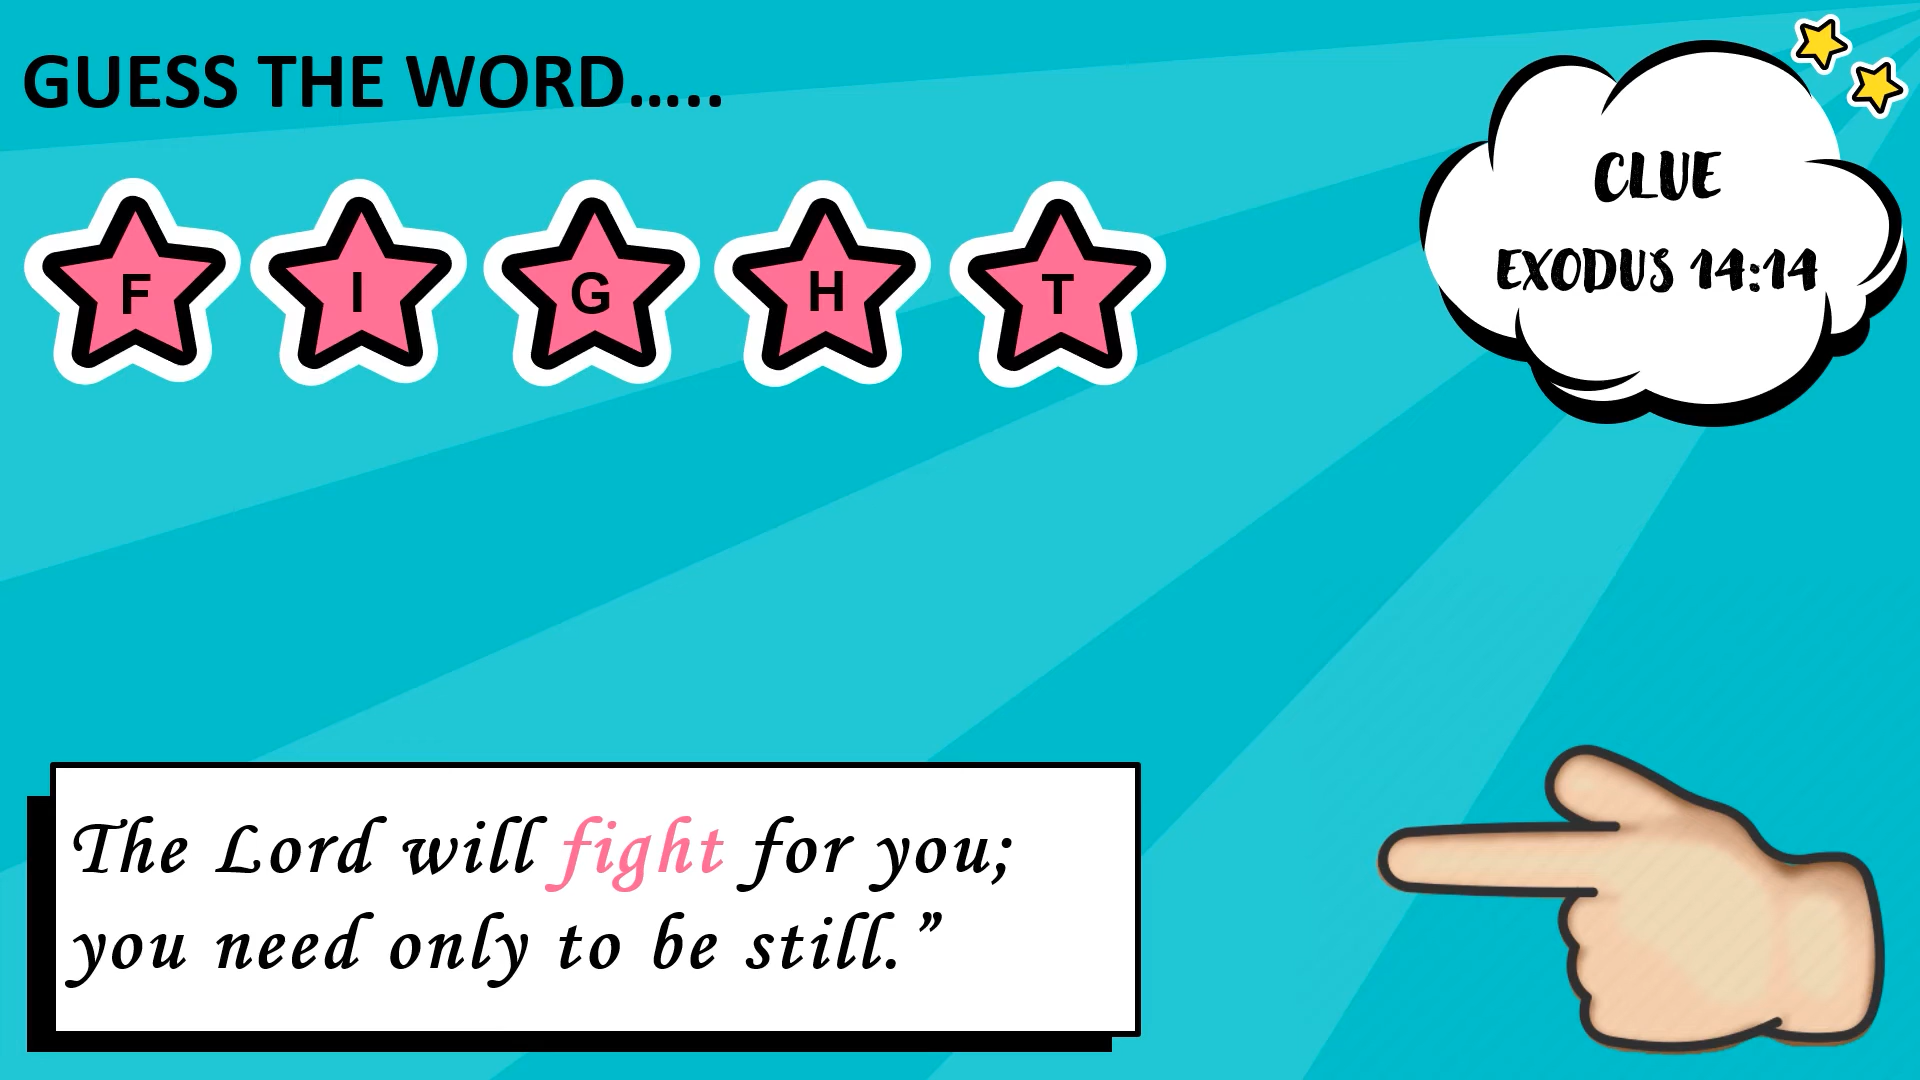 GUESS THE WORD.....
CLUE
EXODUS 14:14
F I G H T
The Lord will fight for you;
you need only to be still.”